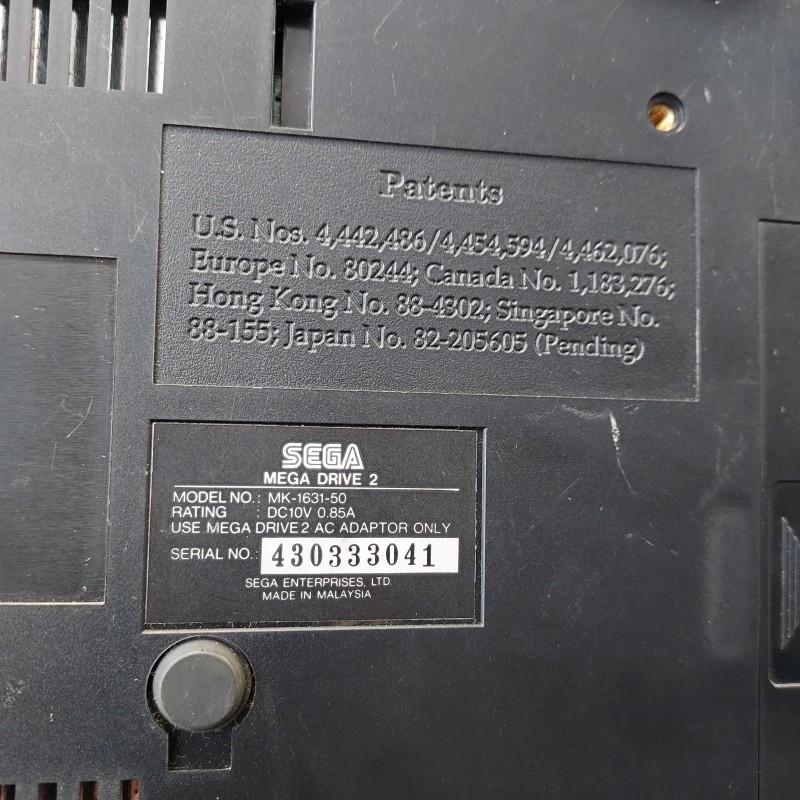 Patents
U.S. Nos. 4,442,486/4,454,594/4,462,076;
Europe No. 80244; Canada No. 1,183,276;
Hong Kong No. 88-4302; Singapore No.
88-155; Japan No. 82-205605 (Pending)
SEGA
MEGA DRIVE 2
MODEL NO.: MK-1631-50
RATING : DC10V 0.85A
USE MEGA DRIVE 2 AC ADAPTOR ONLY
SERIAL NO.: 430333041
SEGA ENTERPRISES, LTD.
MADE IN MALAYSIA